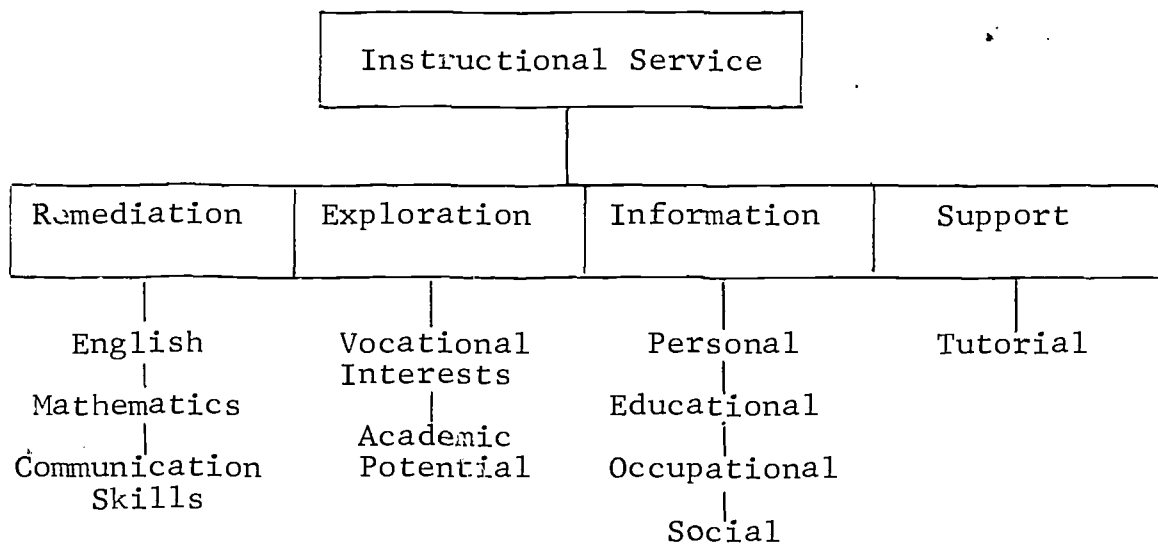 Instructional Service
Remediation
Exploration
Information
Support
English
Mathematics
Communication
Skills
Vocational
Interests
Academic
Potential
Personal
Educational
Occupational
Social
Tutorial